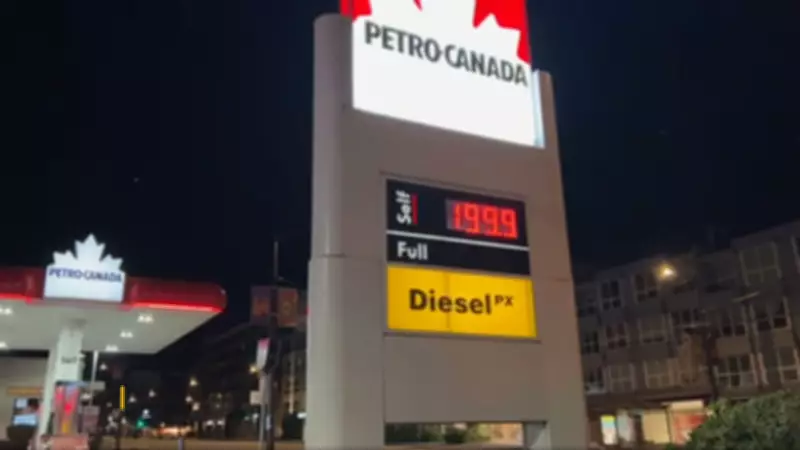 PETRO-CANADA
Self 199.9
Full
Diesel PX
PETRO-CANADA